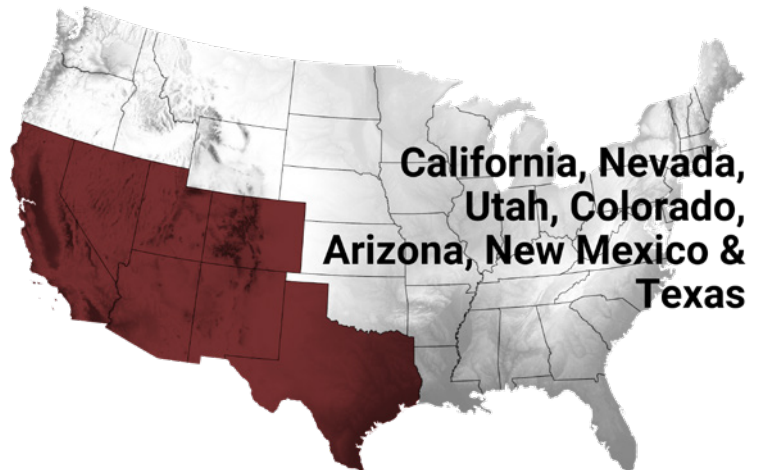 California, Nevada,
Utah, Colorado,
Arizona, New Mexico &
Texas